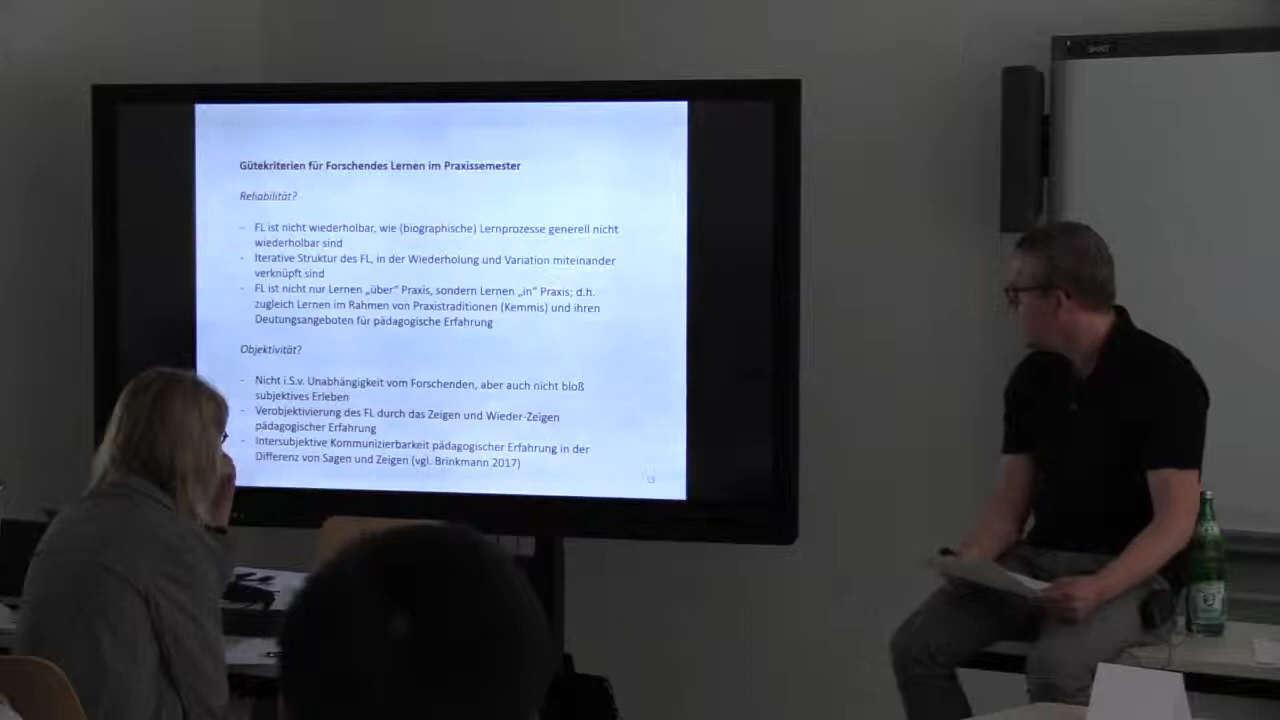 SMART
Gütekriterien für Forschendes Lernen im Praxissemester
Reliabilität?
- FL ist nicht wiederholbar, wie (biographische) Lernprozesse generell nicht
wiederholbar sind
- Iterative Struktur des FL, in der Wiederholung und Variation miteinander
verknüpft sind
- FL ist nicht nur Lernen „über“ Praxis, sondern Lernen „in“ Praxis; d.h.
zugleich Lernen im Rahmen von Praxistraditionen (Kemmis) und ihren
Deutungsangeboten für pädagogische Erfahrung
Objektivität?
- Nicht i.S.v. Unabhängigkeit vom Forschenden, aber auch nicht bloß
subjektives Erleben
- Verobjektivierung des FL durch das Zeigen und Wieder-Zeigen
pädagogischer Erfahrung
- Intersubjektive Kommunizierbarkeit pädagogischer Erfahrung in der
Differenz von Sagen und Zeigen (vgl. Brinkmann 2017)